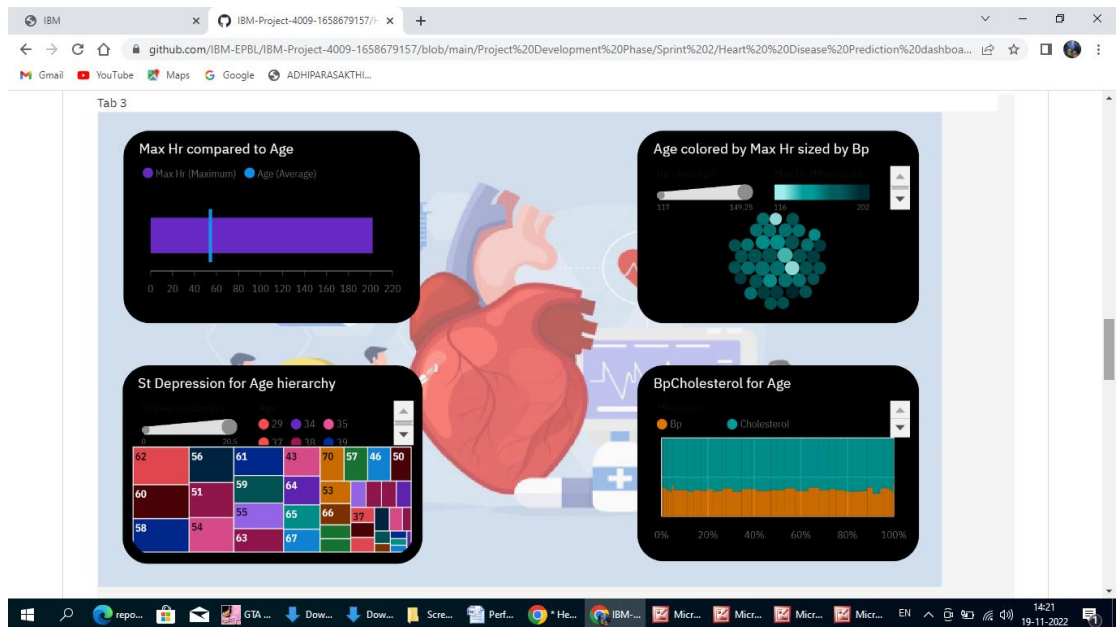 IBM
IBM-Project-4009-1658679157/H
github.com/IBM-EPBL/IBM-Project-4009-1658679157/blob/main/Project%20Development%20Phase/Sprint%202/Heart%20%20Disease%20Prediction%20dashboa...
Gmail YouTube Maps Google ADHIPARASAKTHI...
Tab 3
Max Hr compared to Age
Max Hr (Maximum) Age (Average)
0 20 40 60 80 100 120 140 160 180 200 220
Age colored by Max Hr sized by Bp
Bp (Average) Max Hr (Maximum)
117 149.25 116 202
St Depression for Age hierarchy
Age
29 34 35
0 20.5 37 38 39
62 56 61 43 70 57 46 50
60 51 59 64 53
58 54 55 65 66 37
63 67
BpCholesterol for Age
Bp Cholesterol
0% 20% 40% 60% 80% 100%
repo... GTA ... Dow... Dow... Scre... Perf... * He... IBM-... Micr... Micr... Micr... Micr... EN
14:21
19-11-2022